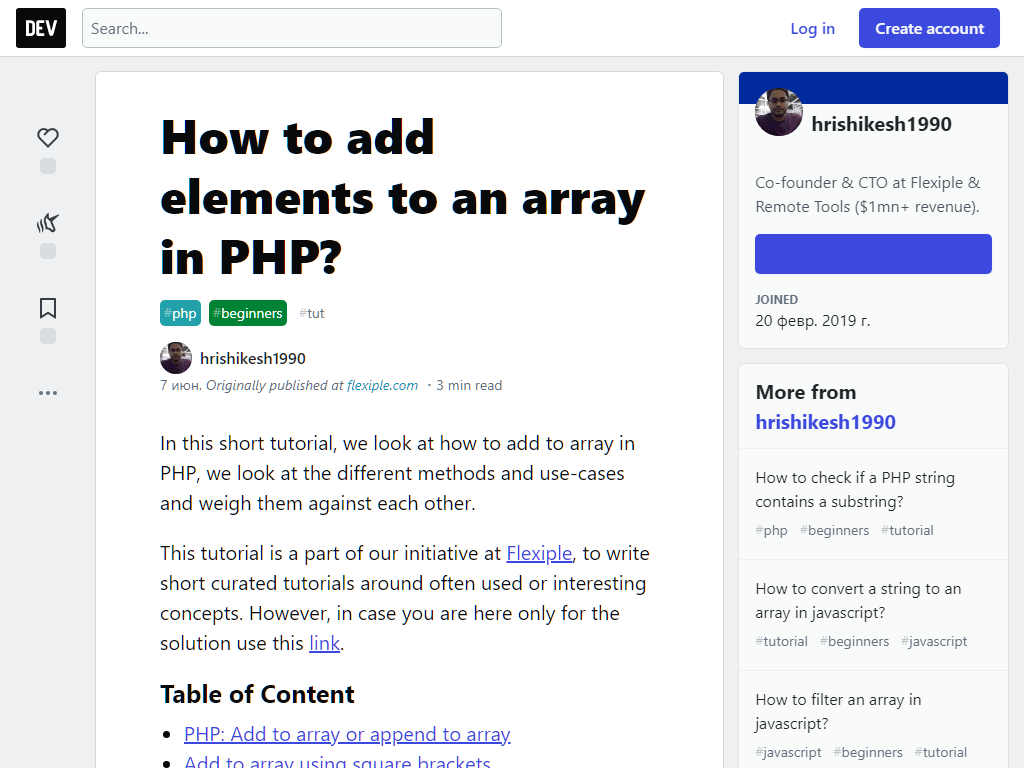 DEV
Search...
Log in
Create account
How to add
elements to an array
in PHP?
#php #beginners #tut
hrishikesh1990
7 июн. Originally published at flexiple.com ・3 min read
In this short tutorial, we look at how to add to array in
PHP, we look at the different methods and use-cases
and weigh them against each other.
This tutorial is a part of our initiative at Flexiple, to write
short curated tutorials around often used or interesting
concepts. However, in case you are here only for the
solution use this link.
Table of Content
• PHP: Add to array or append to array
• Add to array using square brackets
hrishikesh1990
Co-founder & CTO at Flexiple &
Remote Tools ($1mn+ revenue).
JOINED
20 февр. 2019 г.
More from
hrishikesh1990
How to check if a PHP string
contains a substring?
#php #beginners #tutorial
How to convert a string to an
array in javascript?
#tutorial #beginners #javascript
How to filter an array in
javascript?
#javascript #beginners #tutorial